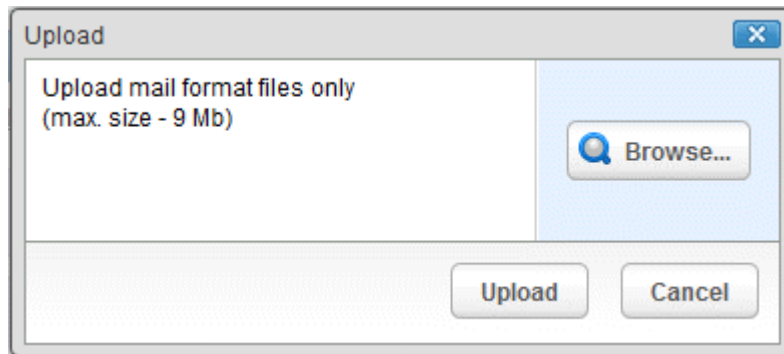 Upload
Upload mail format files only
(max. size - 9 Mb)
Browse...
Upload
Cancel